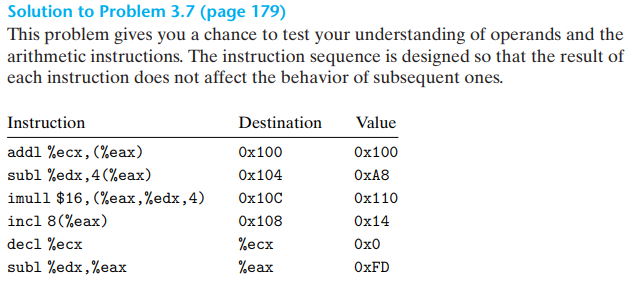 Solution to Problem 3.7 (page 179)
This problem gives you a chance to test your understanding of operands and the
arithmetic instructions. The instruction sequence is designed so that the result of
each instruction does not affect the behavior of subsequent ones.
Instruction Destination Value
addl %ecx,(%eax) 0x100 0x100
subl %edx,4(%eax) 0x104 0xA8
imull $16,(%eax,%edx,4) 0x10C 0x110
incl 8(%eax) 0x108 0x14
decl %ecx %ecx 0x0
subl %edx,%eax %eax 0xFD